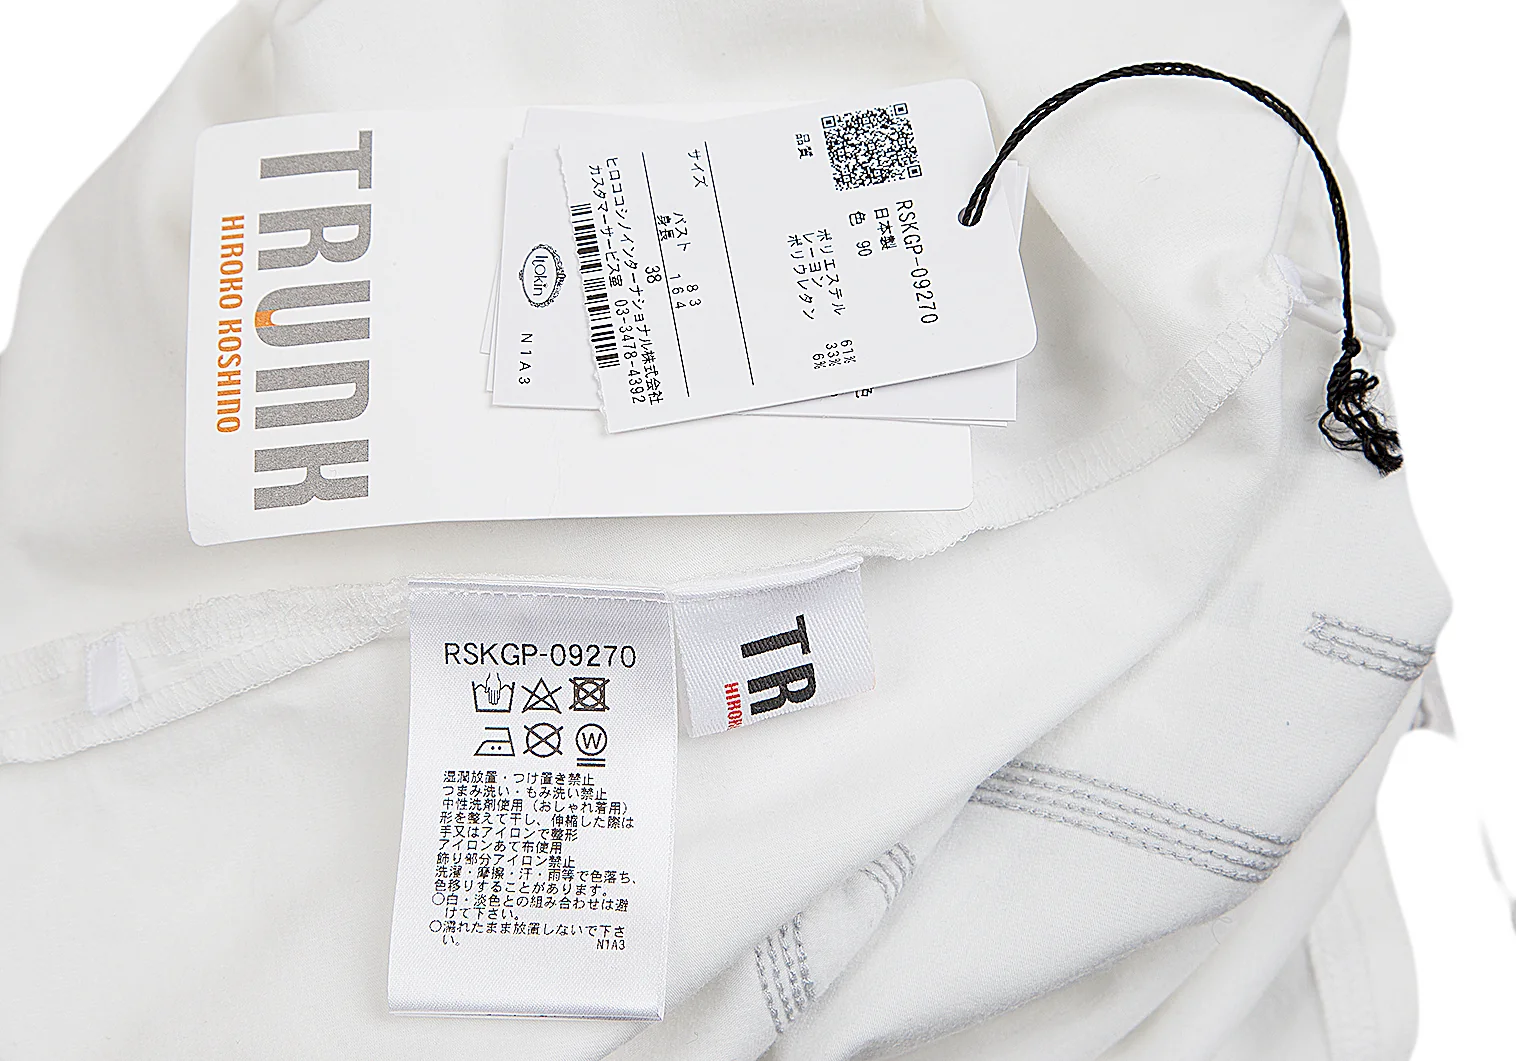 TRUNK
HIROKO KOSHINO
RSKGP-09270
日本製
色 90
品質
ポリエステル 61%
レーヨン 33%
ポリウレタン 6%
サイズ
バスト 83
身長 164
38
ヒロココシノインターナショナル株式会社
カスタマーサービス室 03-3478-4392
Itokin
N1A3
色
RSKGP-09270
W
湿潤放置・つけ置き禁止
つまみ洗い・もみ洗い禁止
中性洗剤使用（おしゃれ着用）
形を整えて干し、伸縮した際は
手又はアイロンで整形
アイロンあて布使用
飾り部分アイロン禁止
洗濯・摩擦・汗・雨等で色落ち、
色移りすることがあります。
○白・淡色との組み合わせは避
けて下さい。
○濡れたまま放置しないで下さ
い。
N1A3
TR
HIROK